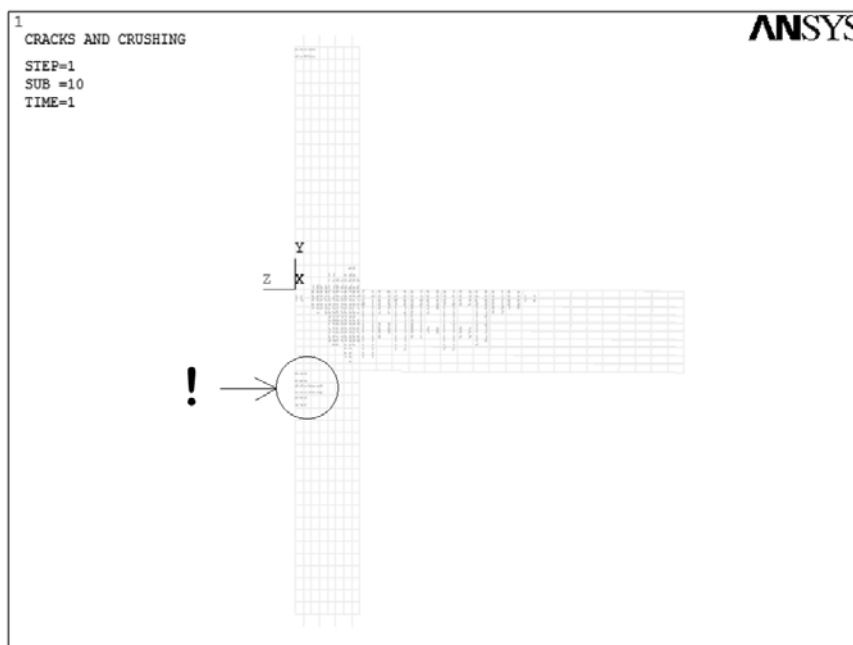 1
ANSYS
CRACKS AND CRUSHING
STEP=1
SUB =10
TIME=1
Y
Z X
!